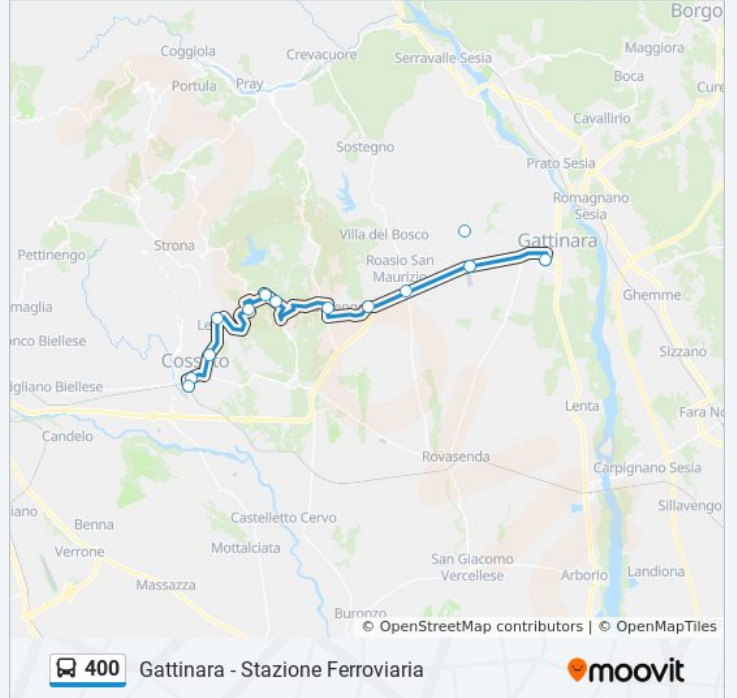 Borgo
Coggiola
Crevacuore
Serravalle Sesia
Maggiora
Portula
Pray
Boca
Cure
Cavallirio
Sostegno
Prato Sesia
Romagnano
Sesia
Villa del Bosco
Gattinara
Strona
Pettinengo
Roasio San
Maurizio
Ghemme
maglia
Le
nco Biellese
Sizzano
Cossato
igliano Biellese
Lenta
Fara No
Candelo
Rovasenda
Carpignano Sesia
Sillavengo
iano
Benna
Castelletto Cervo
Verrone
Mottalciata
San Giacomo
Vercellese
Arborio
Landiona
Massazza
Buronzo
© OpenStreetMap contributors | © OpenMapTiles
400 Gattinara - Stazione Ferroviaria
moovit